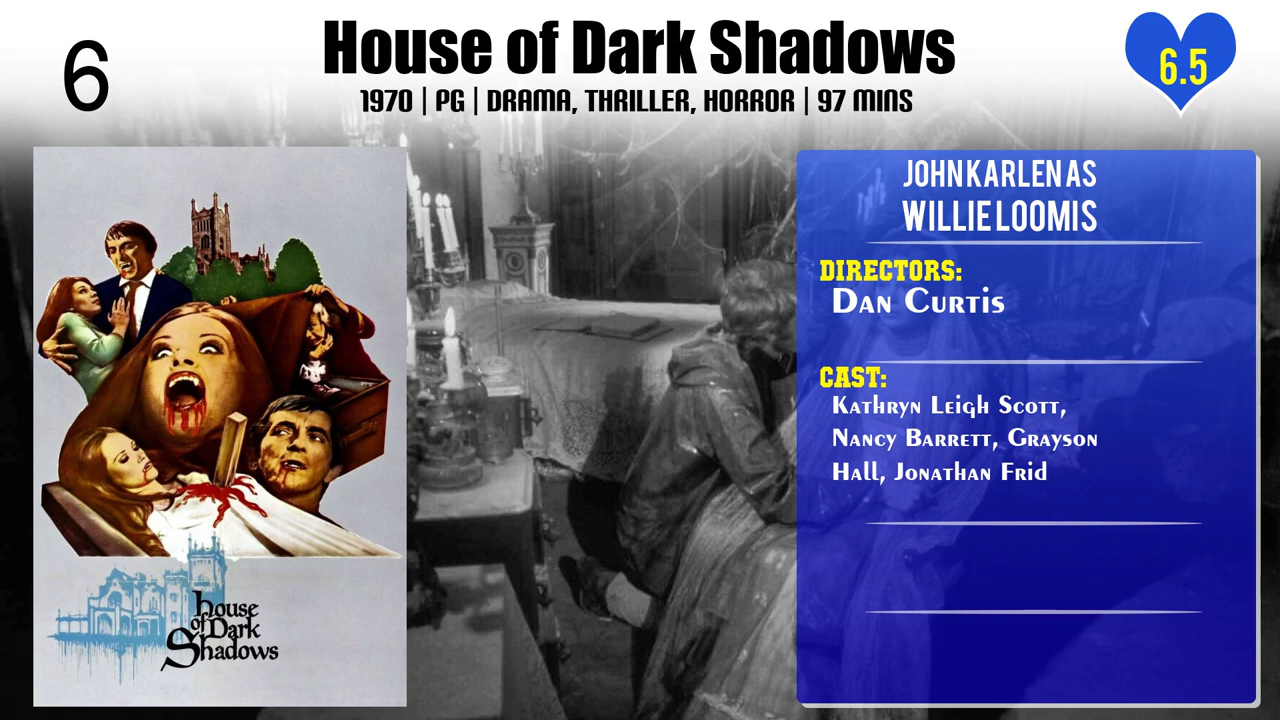 6
House of Dark Shadows
1970 | PG | DRAMA, THRILLER, HORROR | 97 MINS
6.5
JOHN KARLEN AS
WILLIE LOOMIS
DIRECTORS:
Dan Curtis
CAST:
Kathryn Leigh Scott,
Nancy Barrett, Grayson
Hall, Jonathan Frid
house
of Dark
Shadows